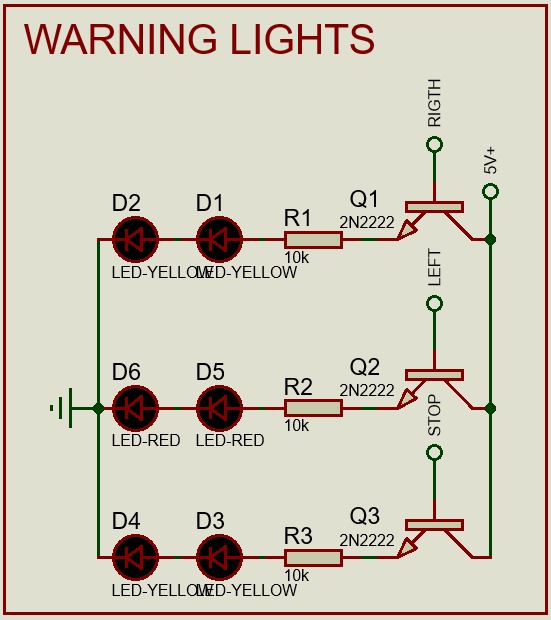 WARNING LIGHTS
RIGTH
5V+
D2
D1
R1
Q1
2N2222
10k
LED-YELLOW
LED-YELLOW
LEFT
D6
D5
R2
Q2
2N2222
10k
LED-RED
LED-RED
STOP
D4
D3
R3
Q3
2N2222
10k
LED-YELLOW
LED-YELLOW